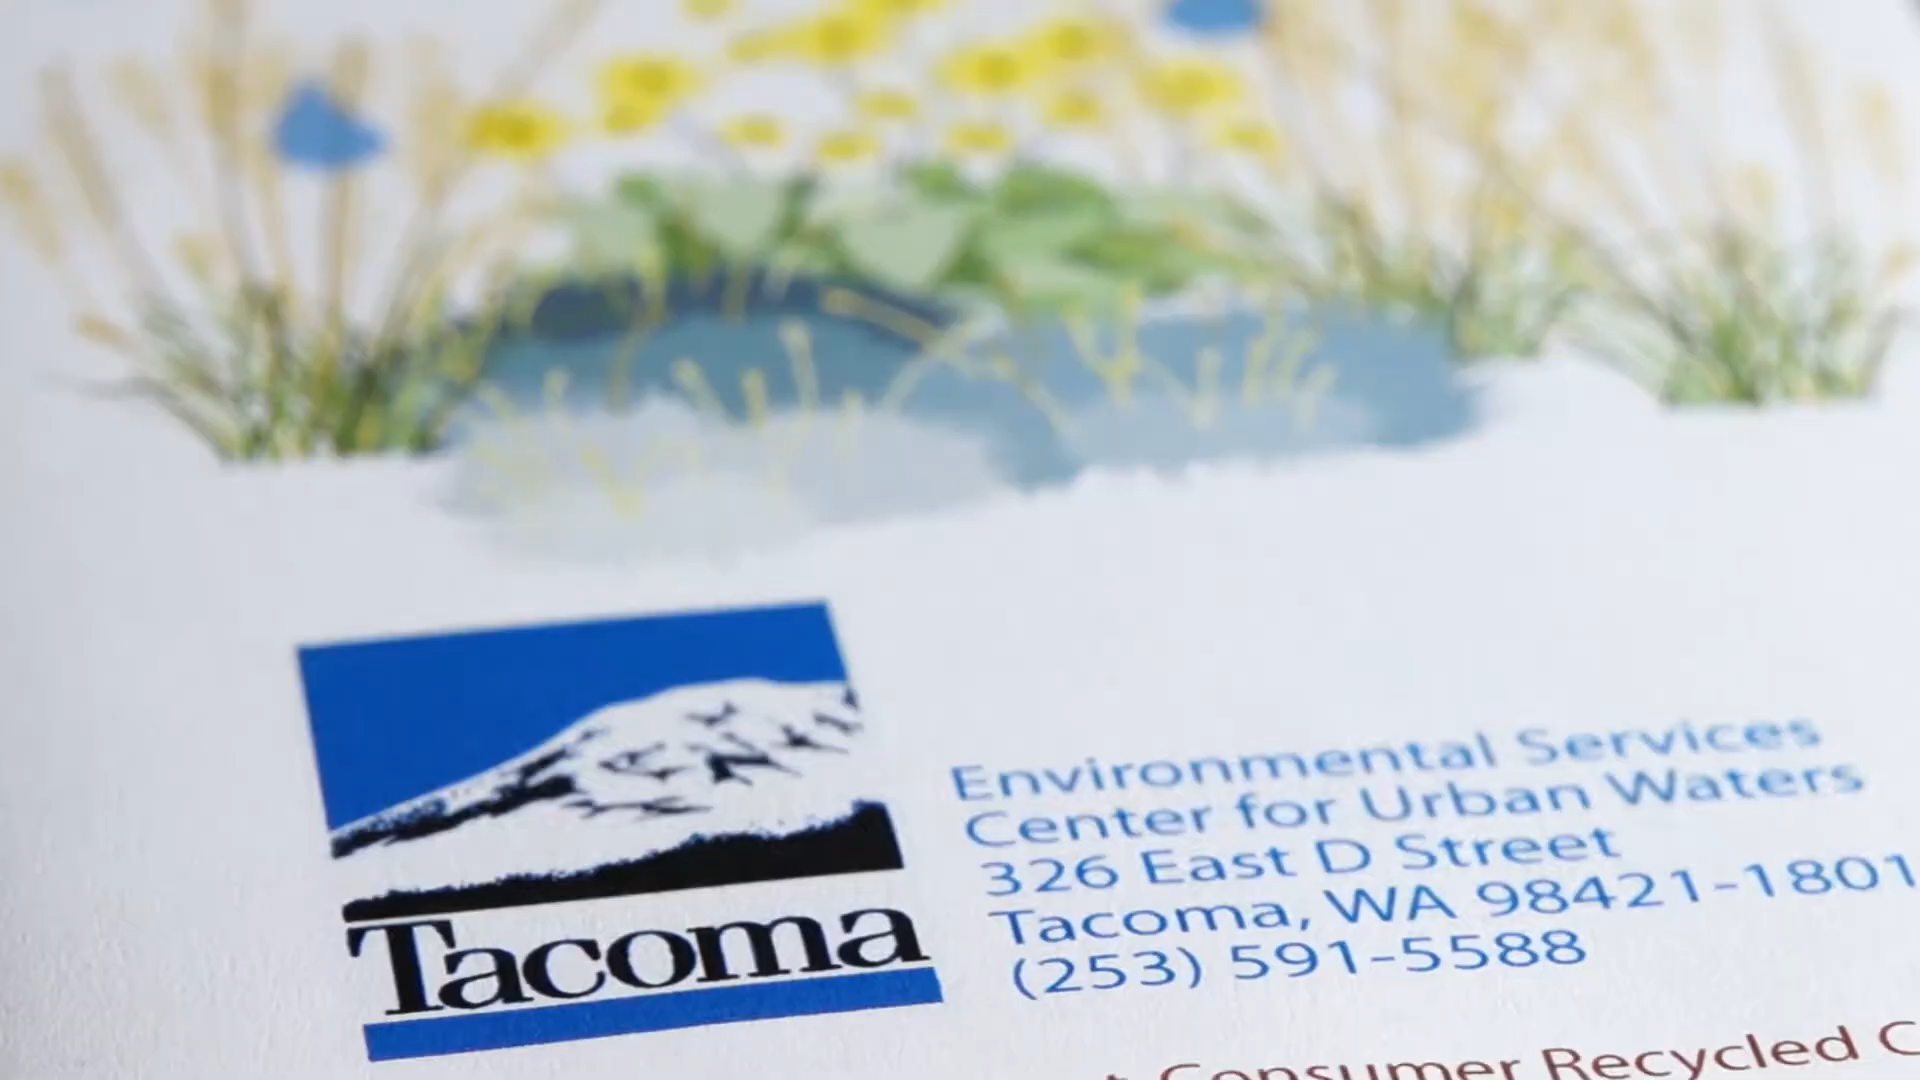 Tacoma
Environmental Services
Center for Urban Waters
326 East D Street
Tacoma, WA 98421-1801
(253) 591-5588
Consumer Recycled